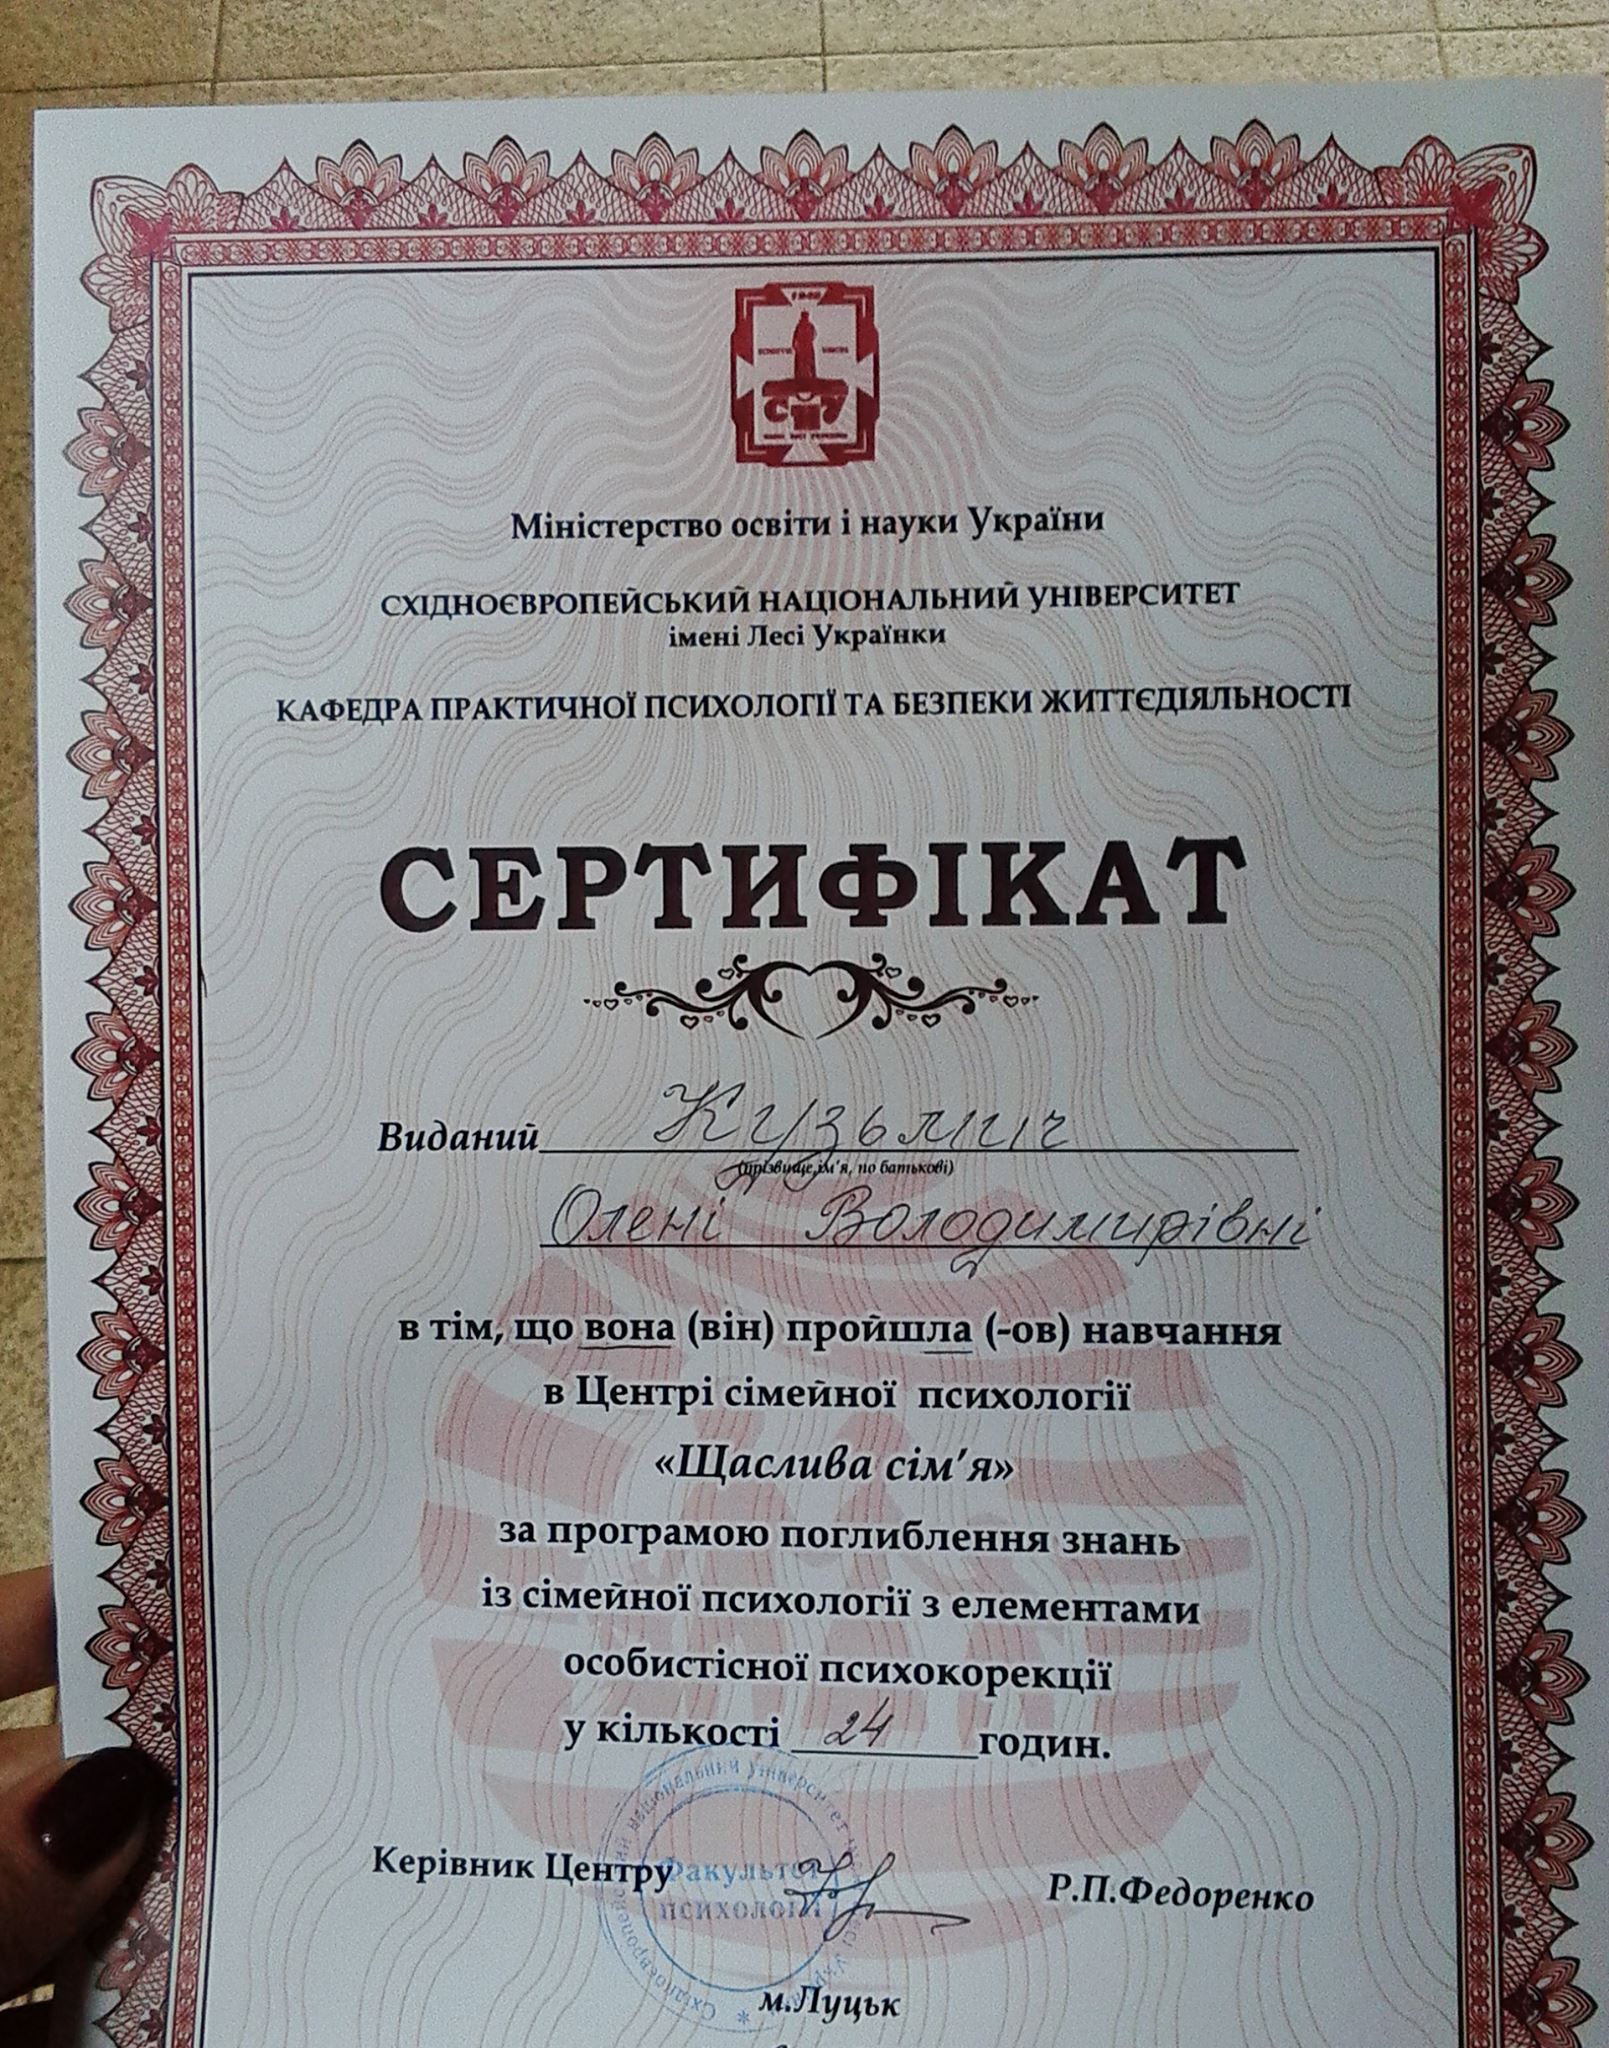 1940
Міністерство освіти і науки України
СХІДНОЄВРОПЕЙСЬКИЙ НАЦІОНАЛЬНИЙ УНІВЕРСИТЕТ
імені Лесі Українки
КАФЕДРА ПРАКТИЧНОЇ ПСИХОЛОГІЇ ТА БЕЗПЕКИ ЖИТТЄДІЯЛЬНОСТІ
СЕРТИФІКАТ
Виданий Кузьмич
(прізвище,ім'я, по батькові)
Олені Володимирівні
в тім, що вона (він) пройшла (-ов) навчання
в Центрі сімейної психології
«Щаслива сім'я»
за програмою поглиблення знань
із сімейної психології з елементами
особистісної психокорекції
у кількості 24 годин.
Керівник Центру Р.П.Федоренко
Факультет
психології
м.Луцьк